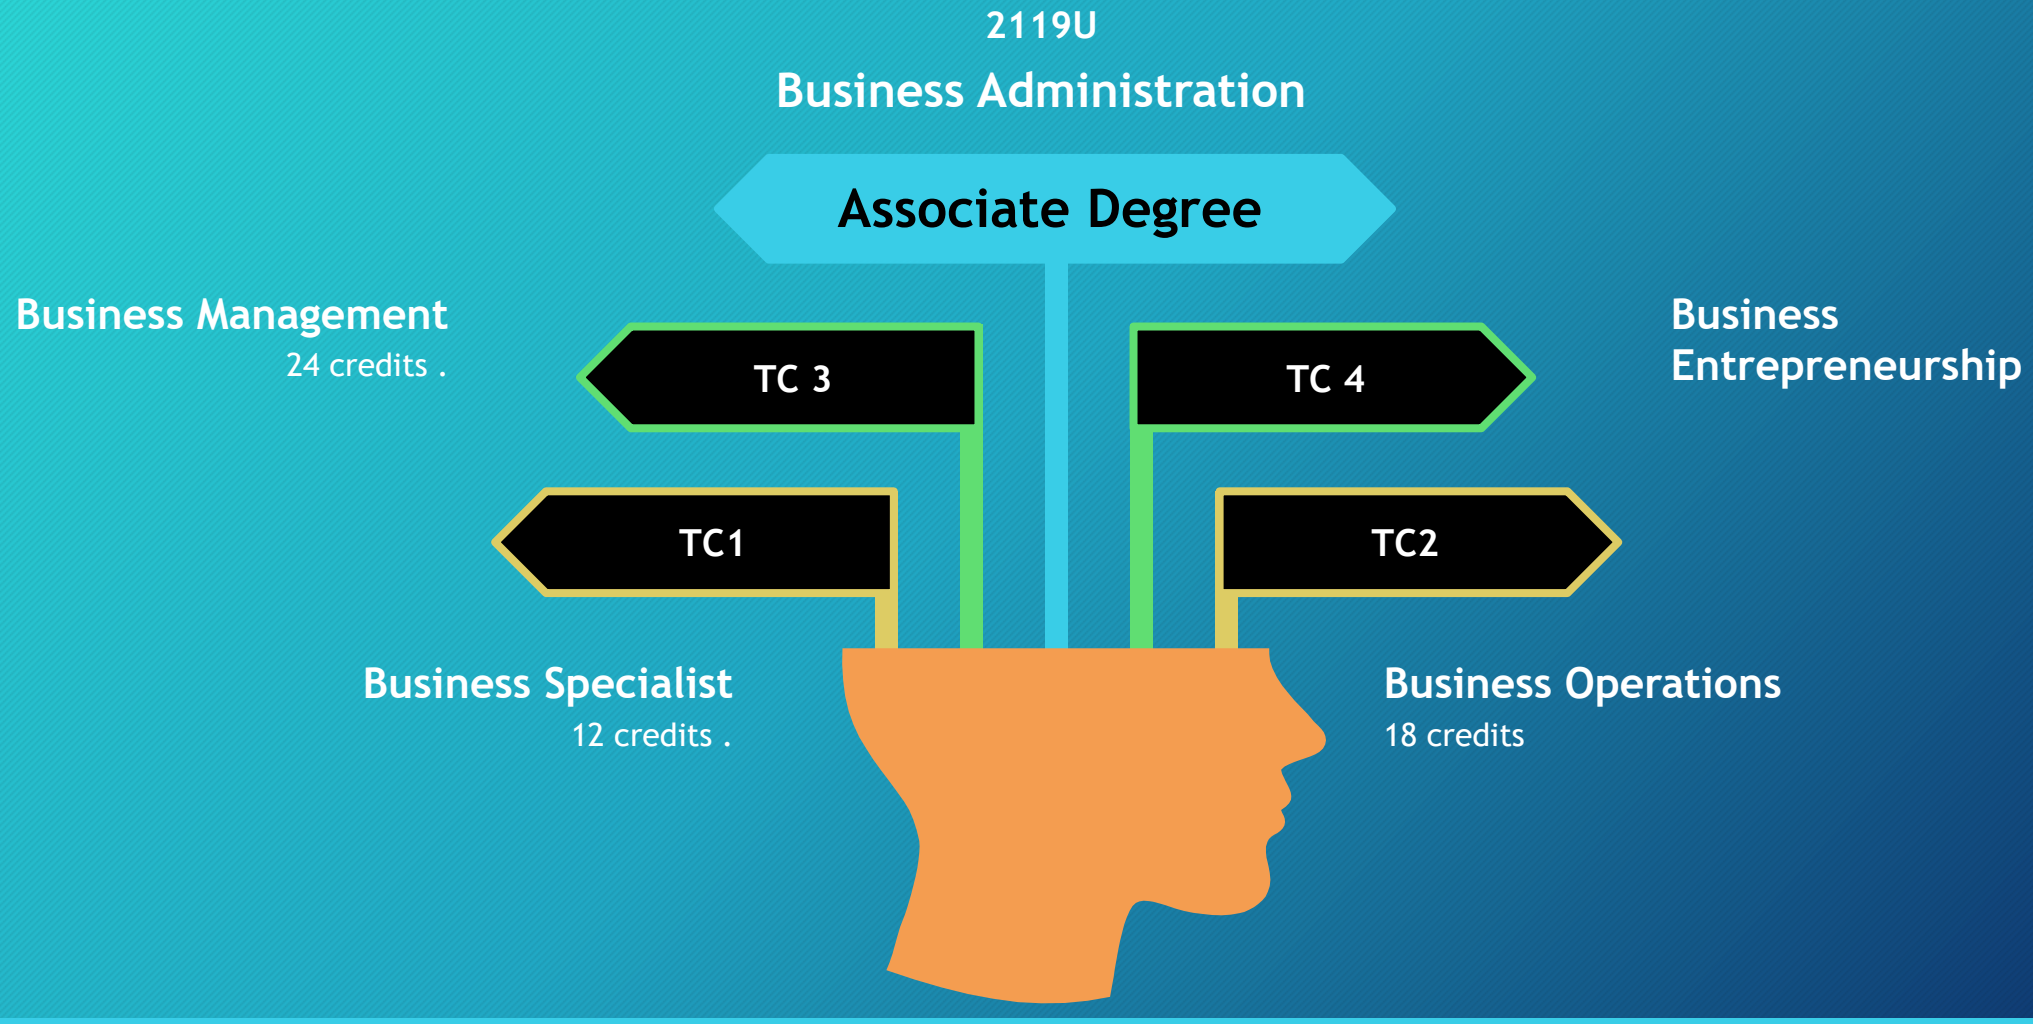 2119U
Business Administration
Associate Degree
Business Management
24 credits .
TC 3
TC 4
Business
Entrepreneurship
TC1
TC2
Business Specialist
12 credits .
Business Operations
18 credits